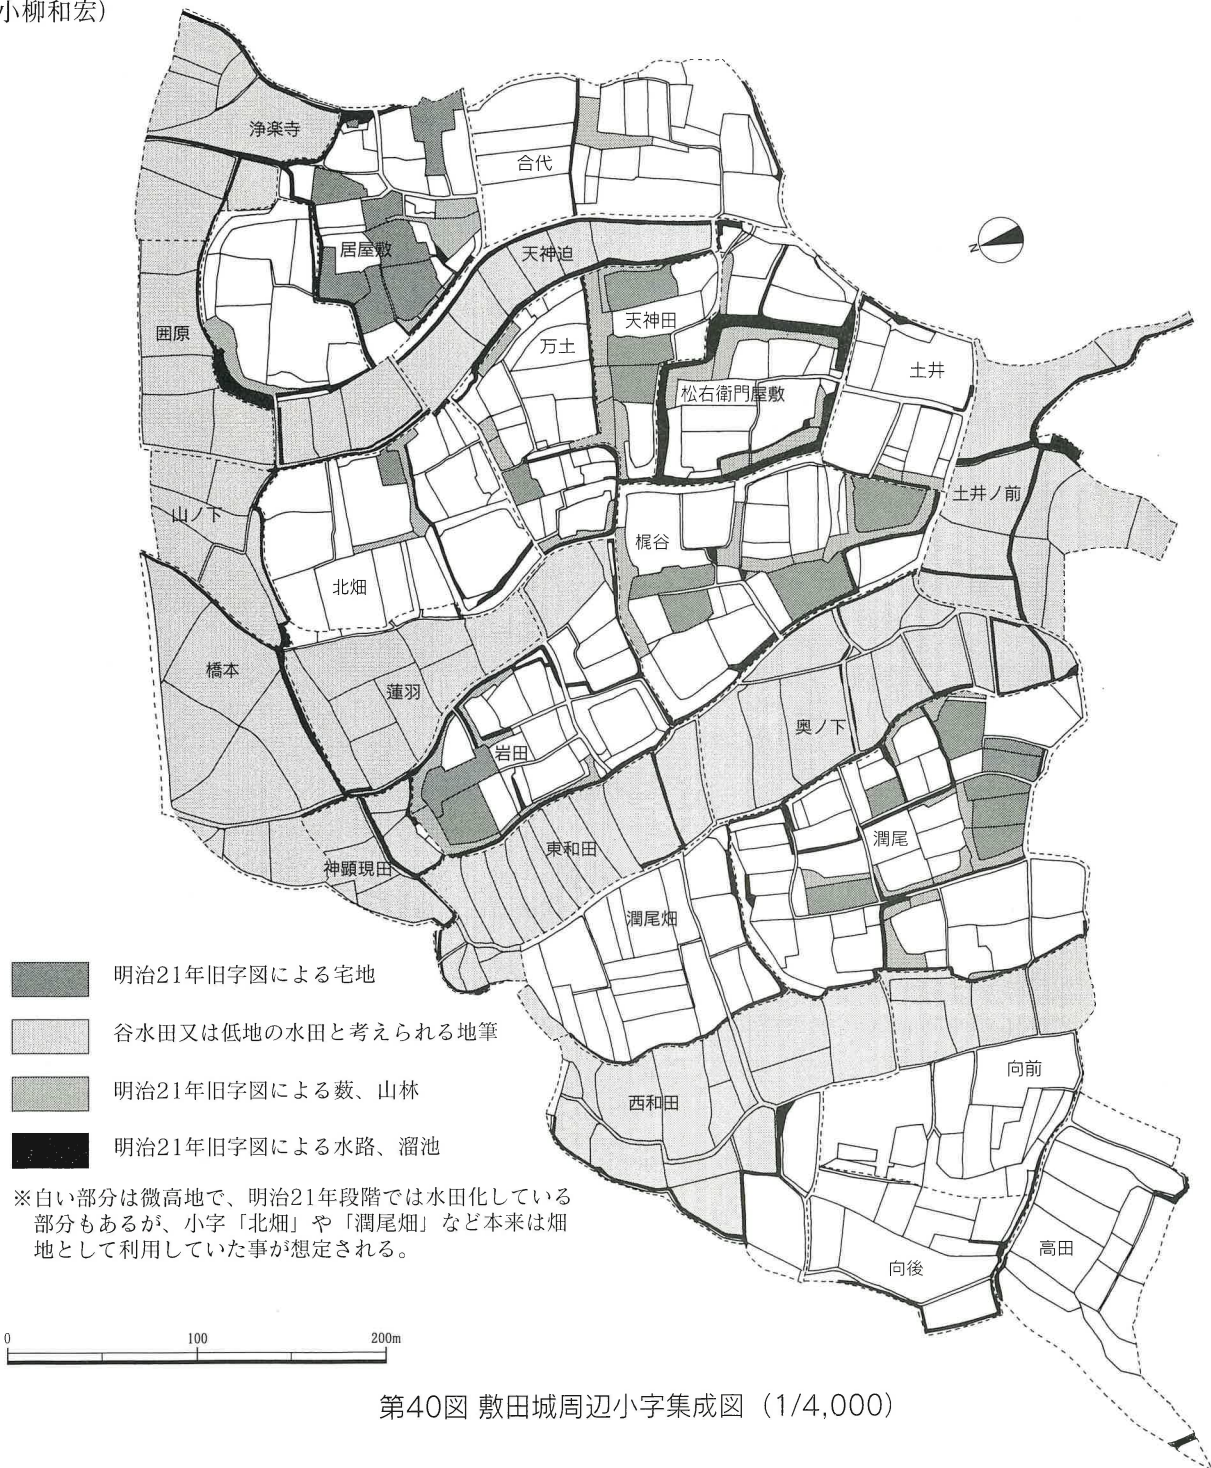 小柳和宏）
浄楽寺
合代
居屋敷
天神迫
囲原
天神田
万土
土井
松右衛門屋敷
土井ノ前
山ノ下
梶谷
北畑
橋本
蓮羽
奥ノ下
岩田
潤尾
東和田
神顕現田
潤尾畑
N
明治21年旧字図による宅地
谷水田又は低地の水田と考えられる地筆
明治21年旧字図による薮、山林
明治21年旧字図による水路、溜池
※白い部分は微高地で、明治21年段階では水田化している
部分もあるが、小字「北畑」や「潤尾畑」など本来は畑
地として利用していた事が想定される。
向前
西和田
高田
向後
0 100 200m
第40図 敷田城周辺小字集成図（1/4,000）